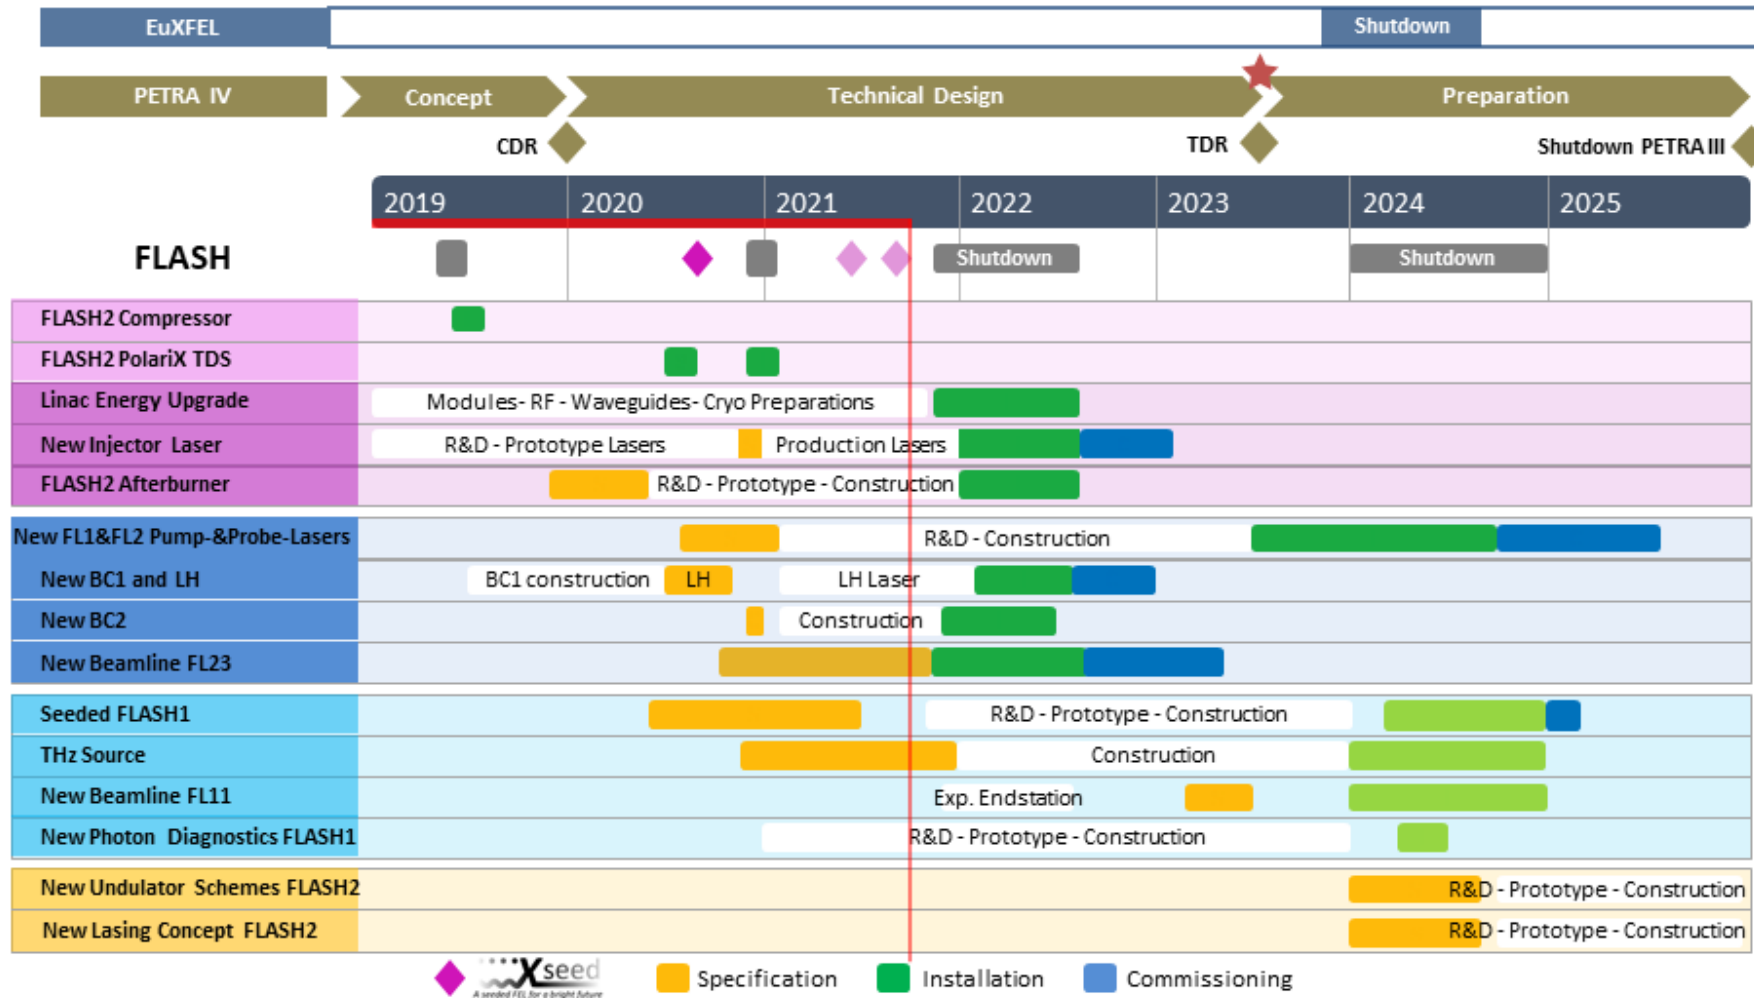 EuXFEL Shutdown
PETRA IV Concept Technical Design Preparation
CDR TDR Shutdown PETRA III
2019 2020 2021 2022 2023 2024 2025
FLASH Shutdown Shutdown
FLASH2 Compressor
FLASH2 PolariX TDS
Linac Energy Upgrade Modules- RF - Waveguides- Cryo Preparations
New Injector Laser R&D - Prototype Lasers Production Lasers
FLASH2 Afterburner R&D - Prototype - Construction
New FL1&FL2 Pump-&Probe-Lasers R&D - Construction
New BC1 and LH BC1 construction LH LH Laser
New BC2 Construction
New Beamline FL23
Seeded FLASH1 R&D - Prototype - Construction
THz Source Construction
New Beamline FL11 Exp. Endstation
New Photon Diagnostics FLASH1 R&D - Prototype - Construction
New Undulator Schemes FLASH2 R&D - Prototype - Construction
New Lasing Concept FLASH2 R&D - Prototype - Construction
Xseed Specification Installation Commissioning
A seeded FEL for a bright future